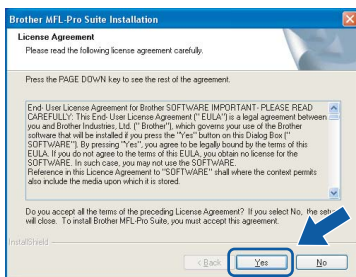 Brother MFL-Pro Suite Installation
License Agreement
Please read the following license agreement carefully.
Press the PAGE DOWN key to see the rest of the agreement.
End- User License Agreement for Brother SOFTWARE IMPORTANT- PLEASE READ
CAREFULLY: This End- User License Agreement (" EULA") is a legal agreement between
you and Brother Industries, Ltd. (" Brother"), which governs your use of the Brother
software that will be installed if you press the "Yes" button on this Dialog Box ("
SOFTWARE"). By pressing "Yes", you agree to be legally bound by the terms of this
EULA. If you do not agree to the terms of this EULA, you obtain no license for the
SOFTWARE. In such case, you may not use the SOFTWARE.
Reference in this Licence Agreement to "SOFTWARE" shall where the context permits
also include the media upon which it is stored.
Do you accept all the terms of the preceding License Agreement? If you select No, the
will close. To install Brother MFL-Pro Suite, you must accept this agreement.
InstallShield
< Back
Yes
No